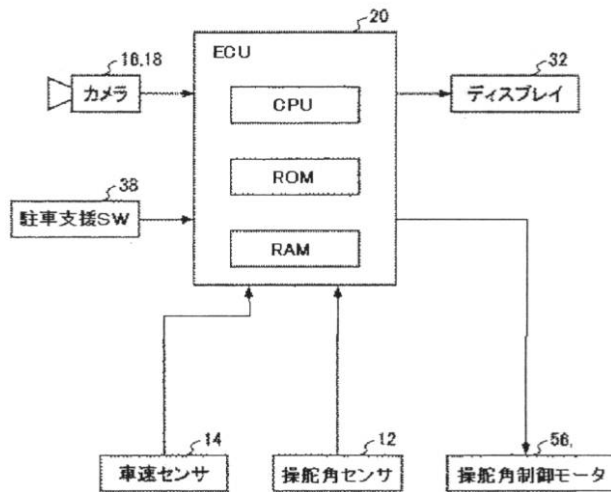 20
ECU
16,18
カメラ
32
ディスプレイ
CPU
38
駐車支援SW
ROM
RAM
14
車速センサ
12
操舵角センサ
56,
操舵角制御モータ